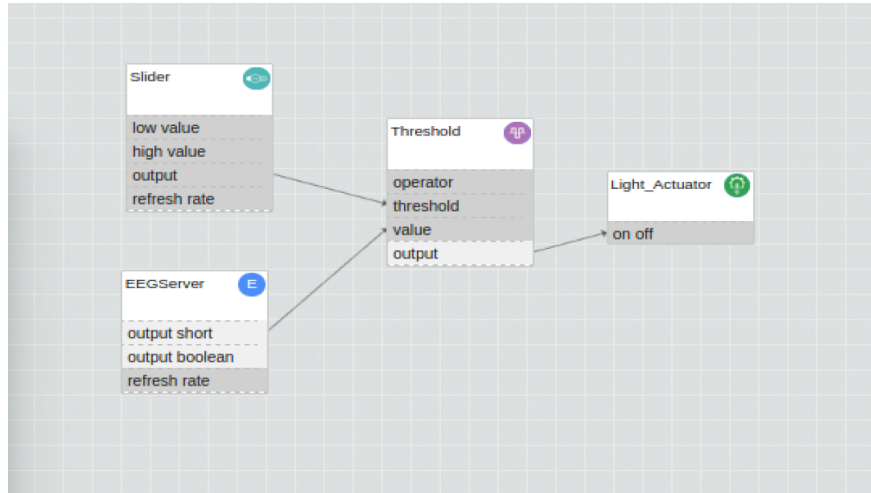 Slider
low value
high value
output
refresh rate
Threshold
operator
threshold
value
output
Light_Actuator
on off
EEGServer
E
output short
output boolean
refresh rate